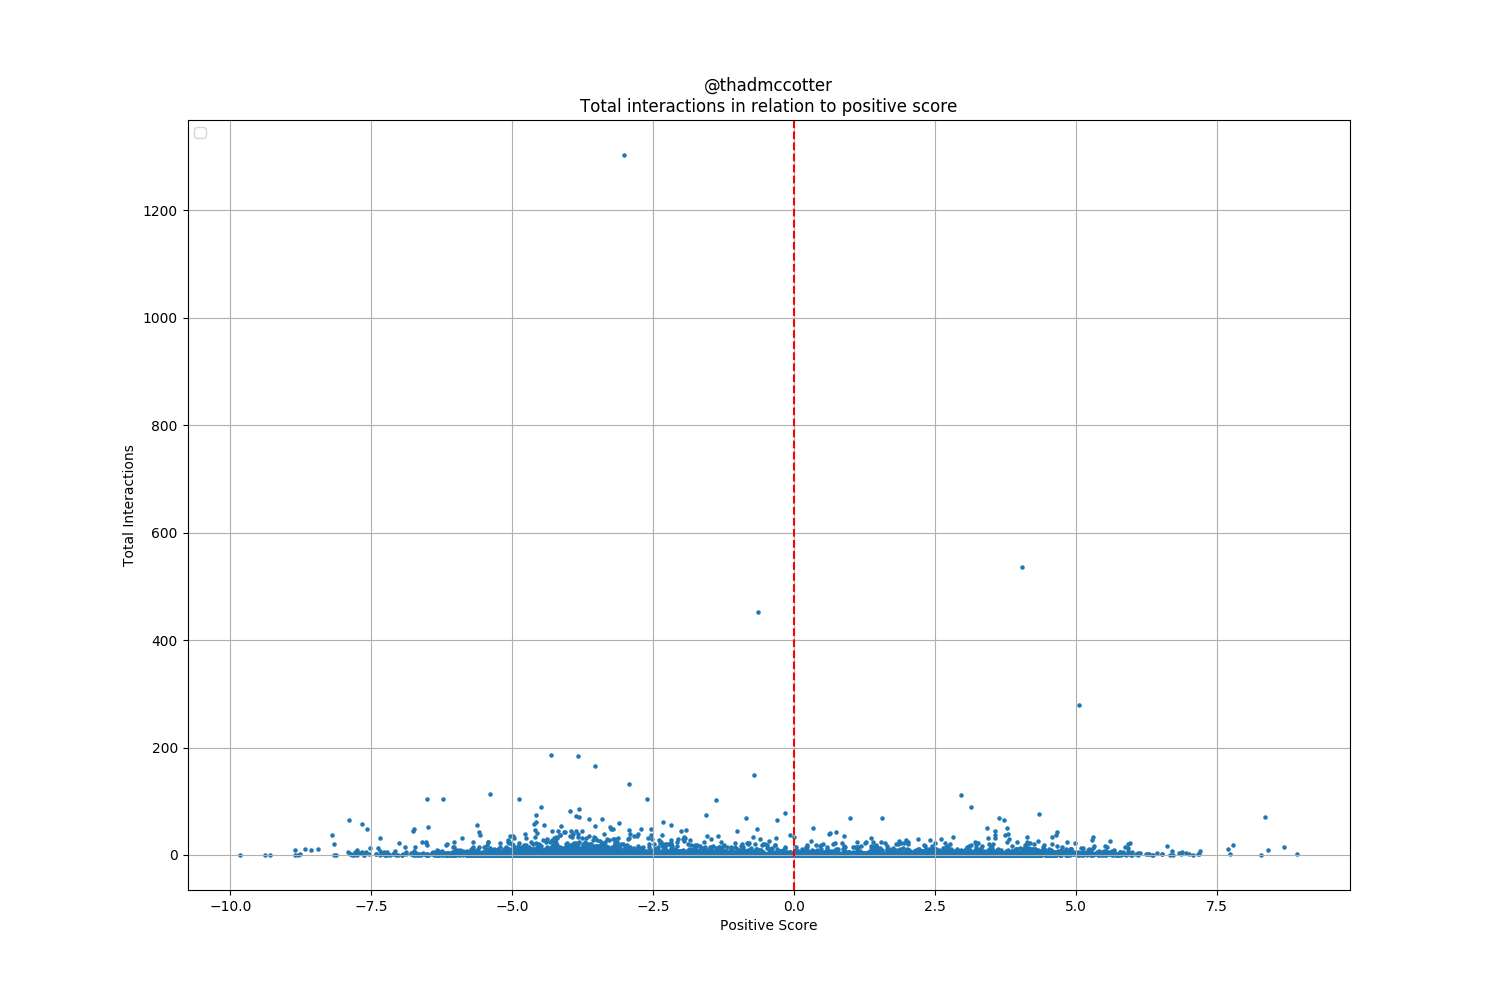 @thadmccotter
Total interactions in relation to positive score
1200
1000
800
600
400
200
0
Total Interactions
−10.0 −7.5 −5.0 −2.5 0.0 2.5 5.0 7.5
Positive Score